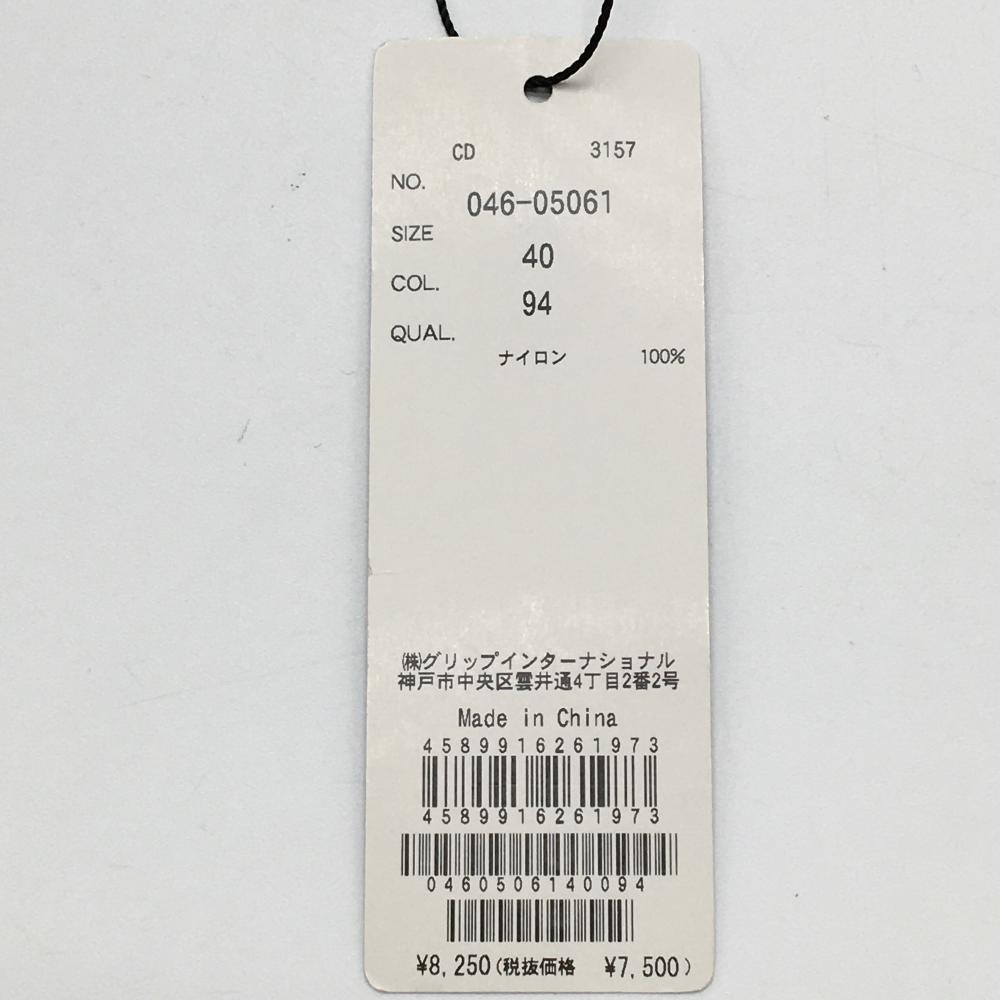 CD 3157
NO.
046-05061
SIZE
40
COL.
94
QUAL.
ナイロン 100%
㈱グリップインターナショナル
神戸市中央区雲井通4丁目2番2号
Made in China
4589916261973
4589916261973
0460506140094
¥8,250(税抜価格 ¥7,500)